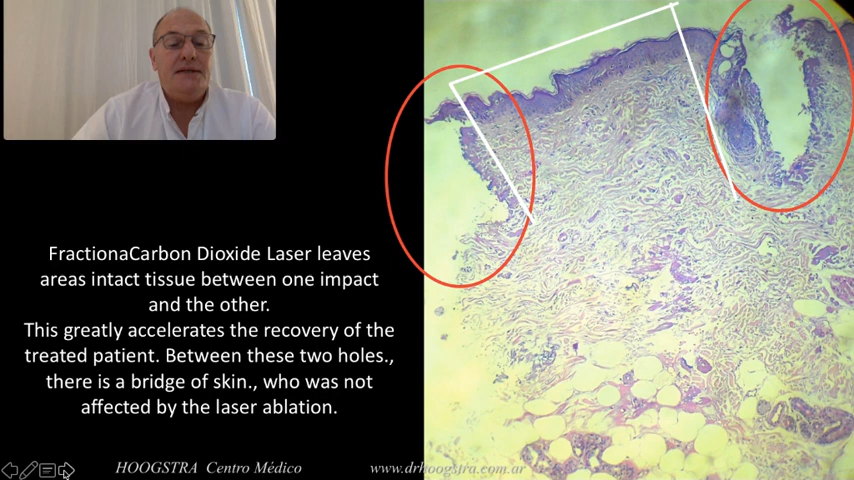 FractionaCarbon Dioxide Laser leaves
areas intact tissue between one impact
and the other.
This greatly accelerates the recovery of the
treated patient. Between these two holes.,
there is a bridge of skin., who was not
affected by the laser ablation.
HOOGSTRA Centro Médico www.drhoogstra.com.ar